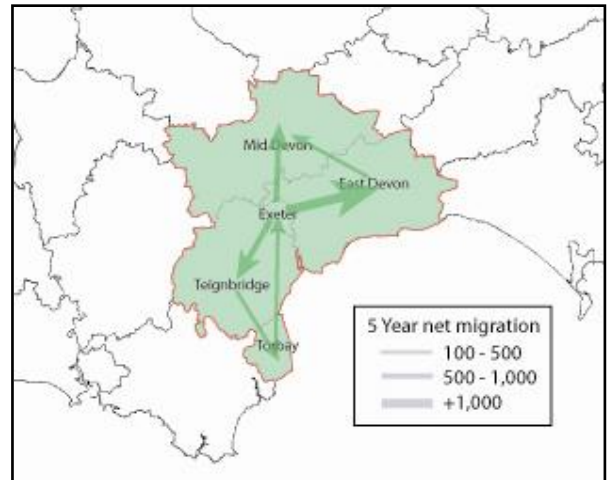 Mid Devon
East Devon
Exeter
Teignbridge
Torbay
5 Year net migration
100 - 500
500 - 1,000
+1,000